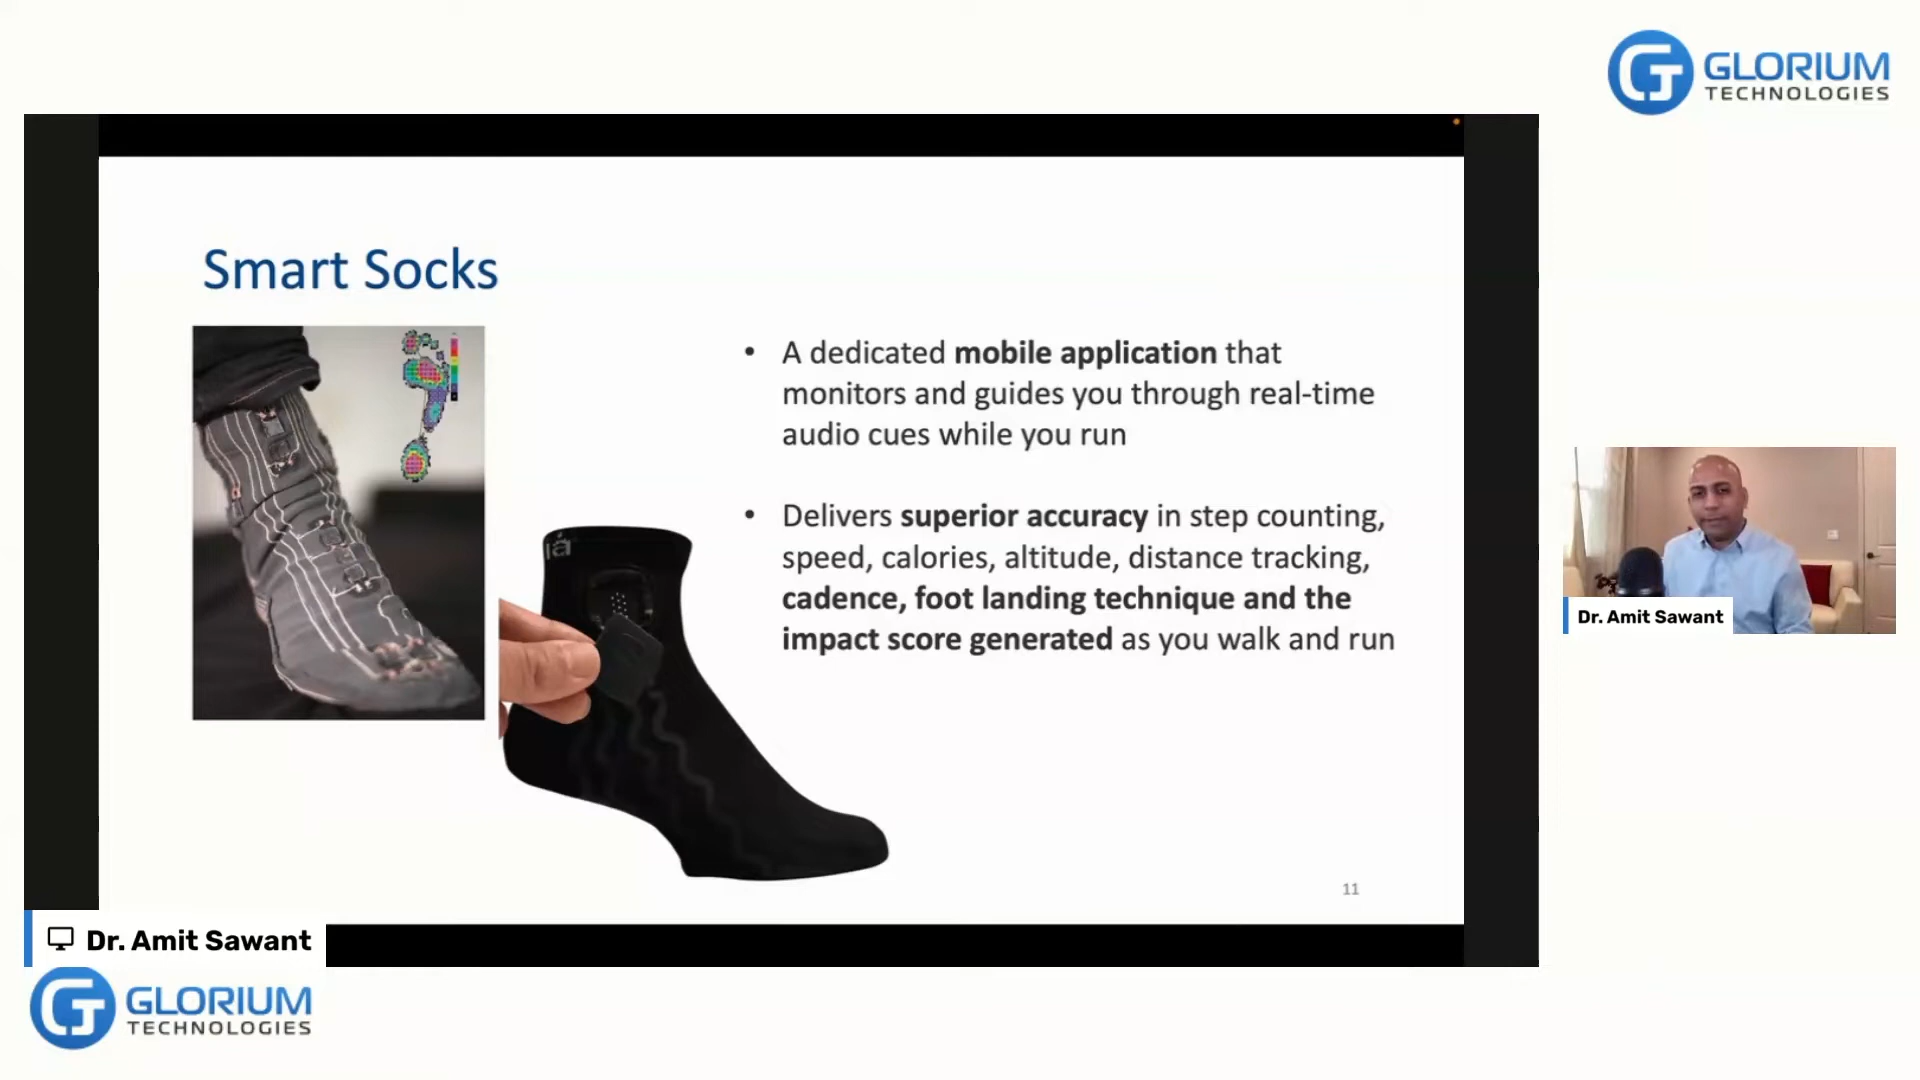 GLORIUM
TECHNOLOGIES
Smart Socks
• A dedicated mobile application that
monitors and guides you through real-time
audio cues while you run
• Delivers superior accuracy in step counting,
speed, calories, altitude, distance tracking,
cadence, foot landing technique and the
impact score generated as you walk and run
11
Dr. Amit Sawant
Dr. Amit Sawant
GLORIUM
TECHNOLOGIES